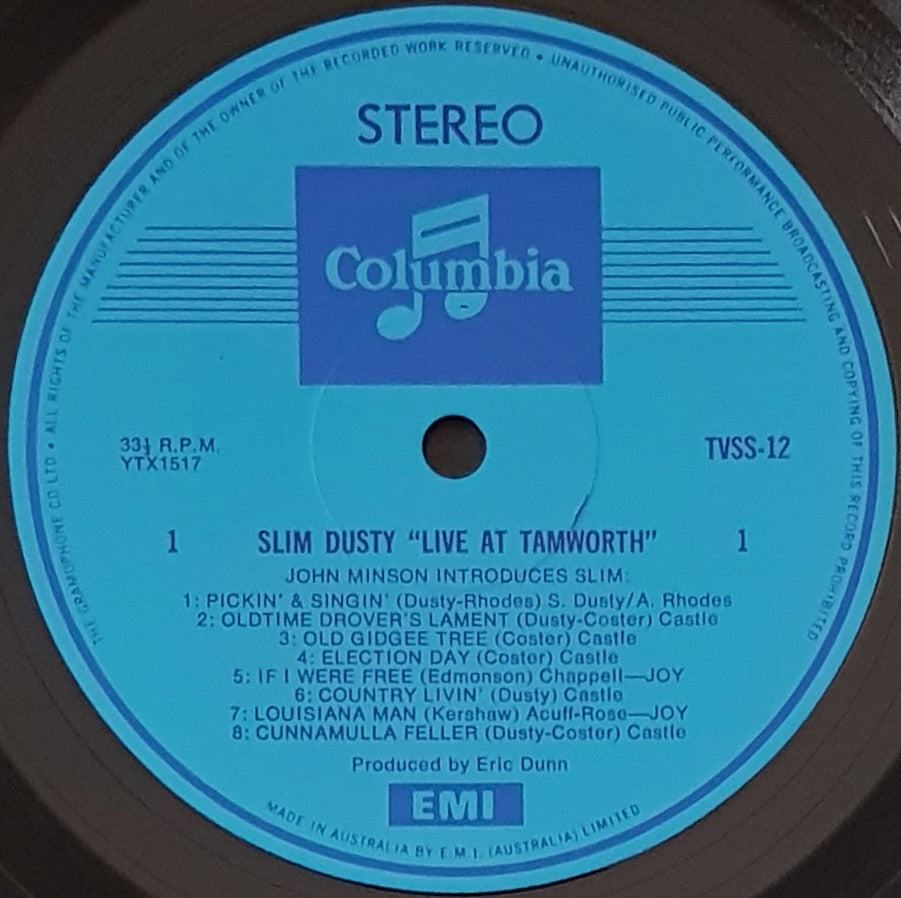 THE GRAMOPHONE CO LTD • ALL RIGHTS OF THE MANUFACTURER AND OF THE OWNER OF THE RECORDED WORK RESERVED • UNAUTHORISED PUBLIC PERFORMANCE BROADCASTING AND COPYING OF THIS RECORD PROHIBITED
STEREO
Columbia
33⅓ R.P.M.
YTX1517
TVSS-12
1 SLIM DUSTY “LIVE AT TAMWORTH” 1
JOHN MINSON INTRODUCES SLIM:
1: PICKIN' & SINGIN' (Dusty-Rhodes) S. Dusty/A. Rhodes
2: OLDTIME DROVER'S LAMENT (Dusty-Coster) Castle
3: OLD GIDGEE TREE (Coster) Castle
4: ELECTION DAY (Coster) Castle
5: IF I WERE FREE (Edmonson) Chappell—JOY
6: COUNTRY LIVIN' (Dusty) Castle
7: LOUISIANA MAN (Kershaw) Acuff-Rose—JOY
8: CUNNAMULLA FELLER (Dusty-Coster) Castle
Produced by Eric Dunn
EMI
MADE IN AUSTRALIA BY E.M.I. (AUSTRALIA) LIMITED